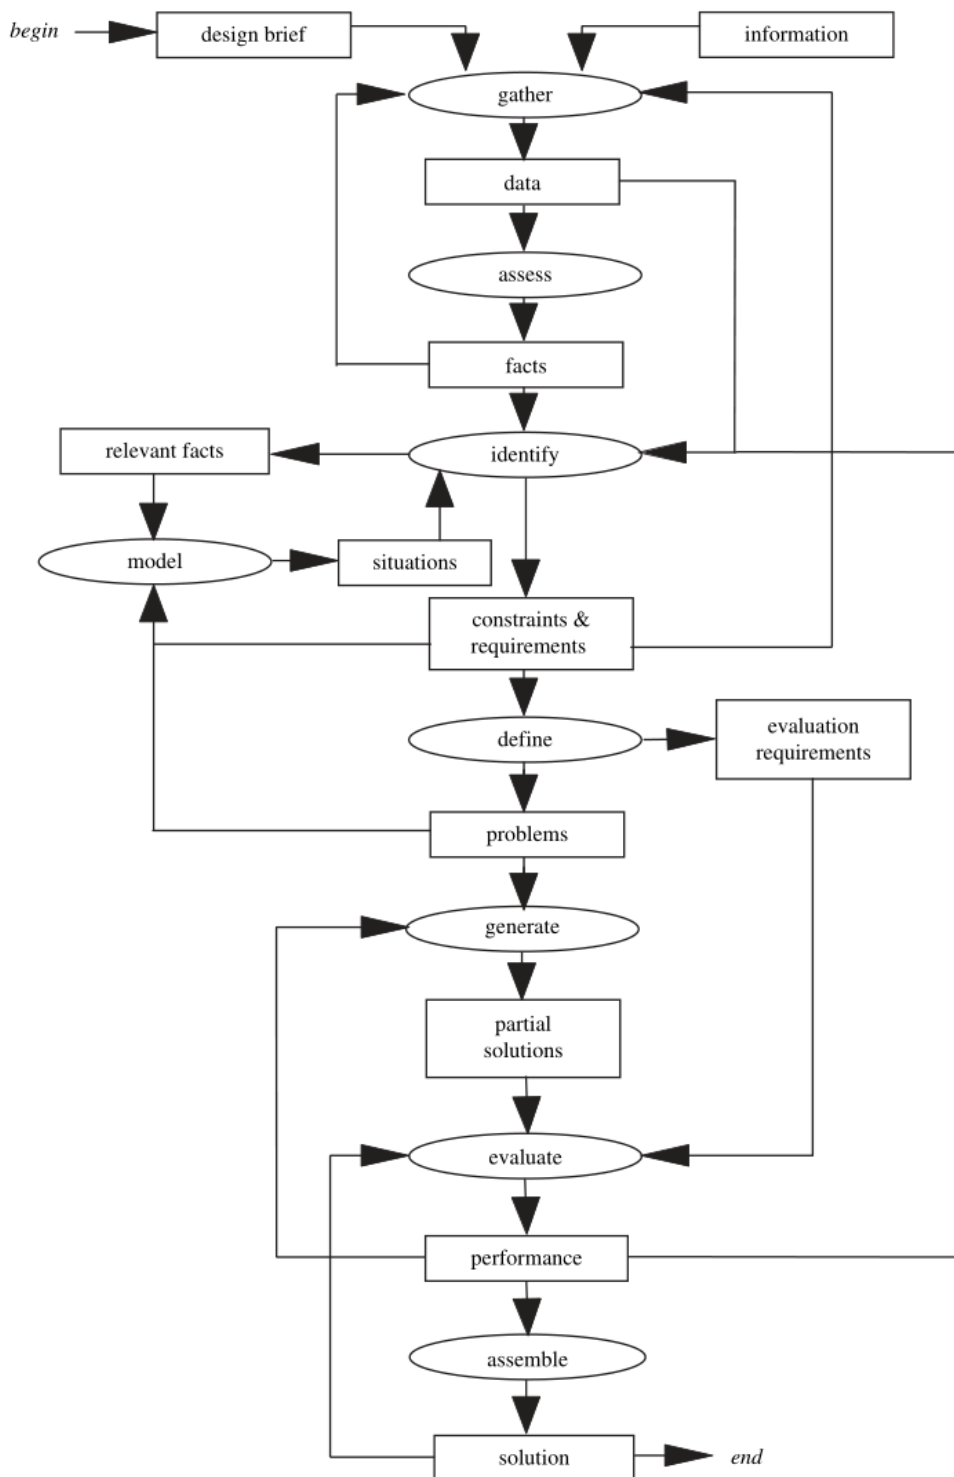 begin
design brief
information
gather
data
assess
facts
relevant facts
identify
model
situations
constraints &
requirements
define
evaluation
requirements
problems
generate
partial
solutions
evaluate
performance
assemble
solution
end